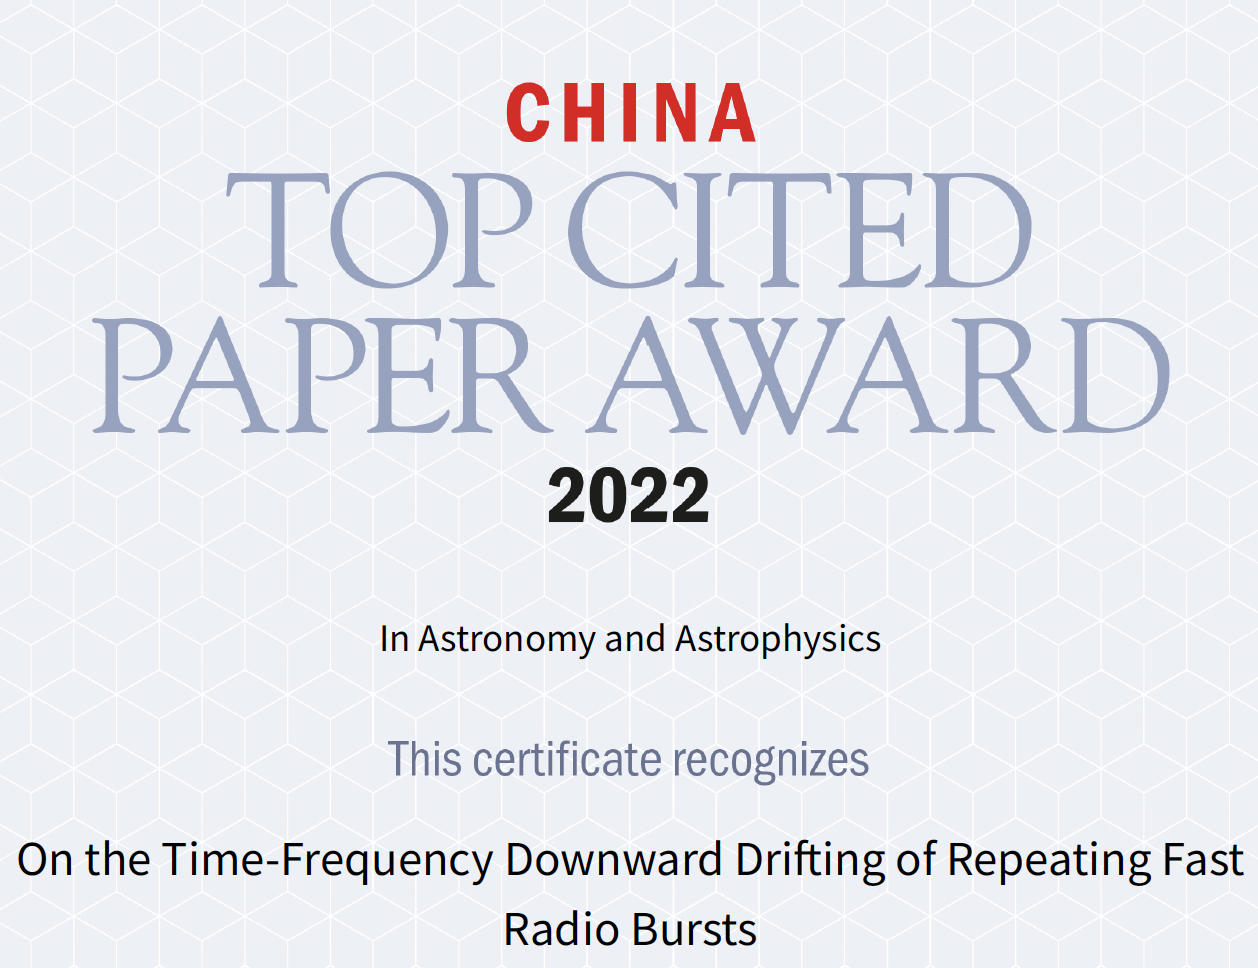 CHINA
TOP CITED
PAPER AWARD
2022
In Astronomy and Astrophysics
This certificate recognizes
On the Time-Frequency Downward Drifting of Repeating Fast
Radio Bursts